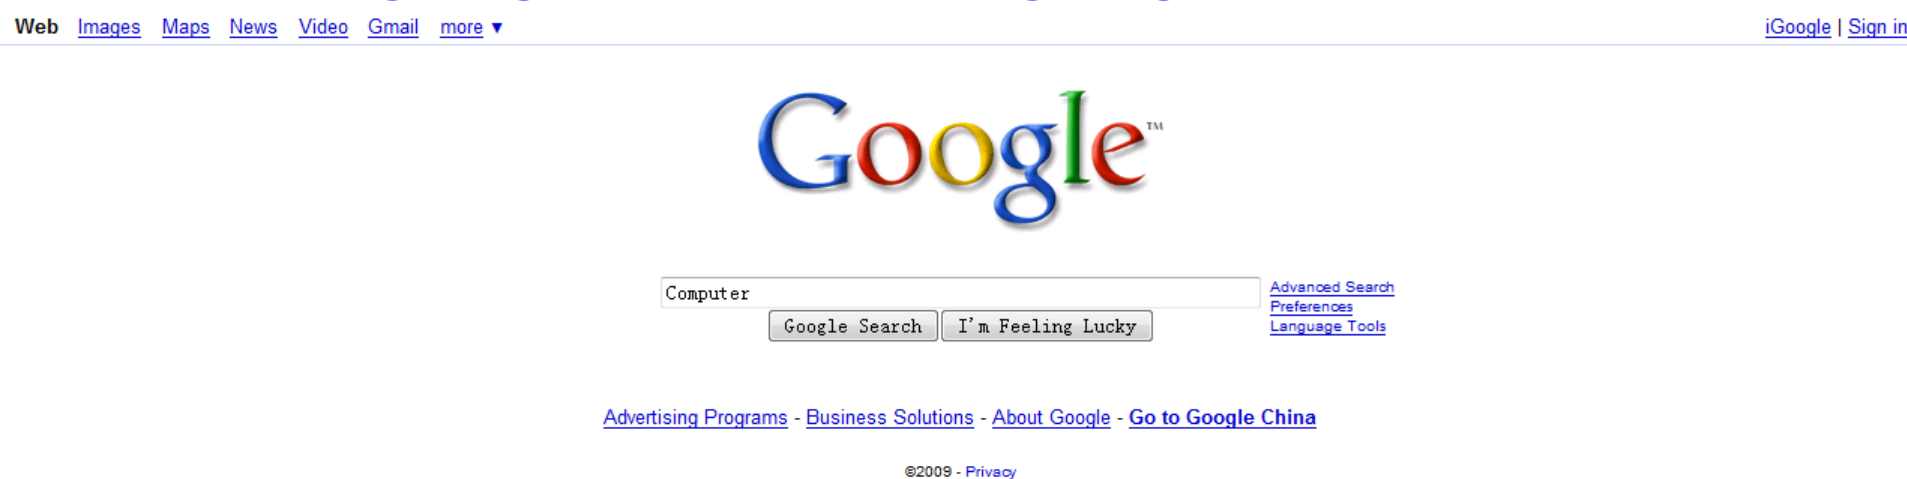 Web Images Maps News Video Gmail more ▼ iGoogle | Sign in
Google™
Computer
Advanced Search
Preferences
Google Search I'm Feeling Lucky
Language Tools
Advertising Programs - Business Solutions - About Google - Go to Google China
©2009 - Privacy